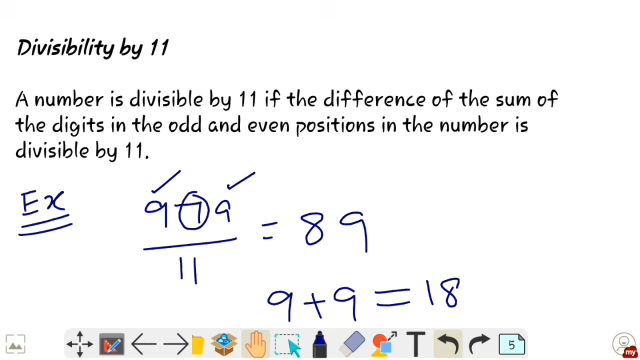 Divisibility by 11
A number is divisible by 11 if the difference of the sum of
the digits in the odd and even positions in the number is
divisible by 11.
Ex 979/11 = 89
9+9=18
T 5
my